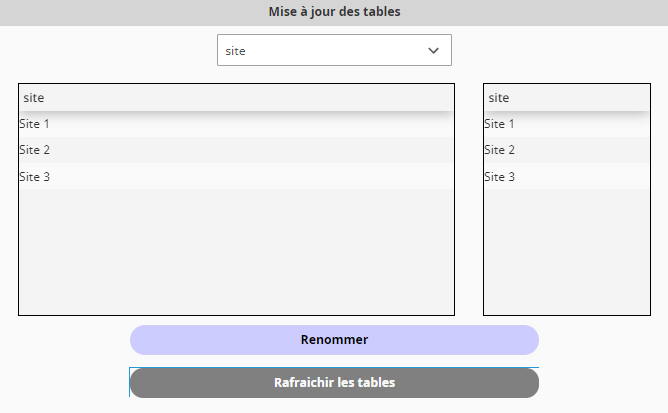 Mise à jour des tables
site
site
Site 1
Site 2
Site 3
site
Site 1
Site 2
Site 3
Renommer
Rafraichir les tables